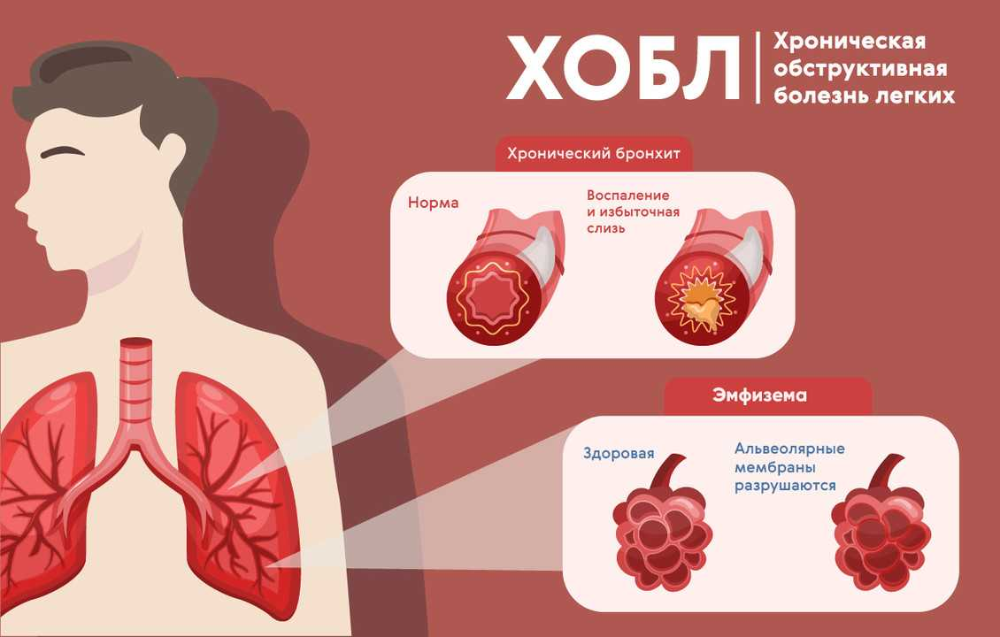 ХОБЛ
Хроническая
обструктивная
болезнь легких
Хронический бронхит
Норма
Воспаление
и избыточная
слизь
Эмфизема
Здоровая
Альвеолярные
мембраны
разрушаются